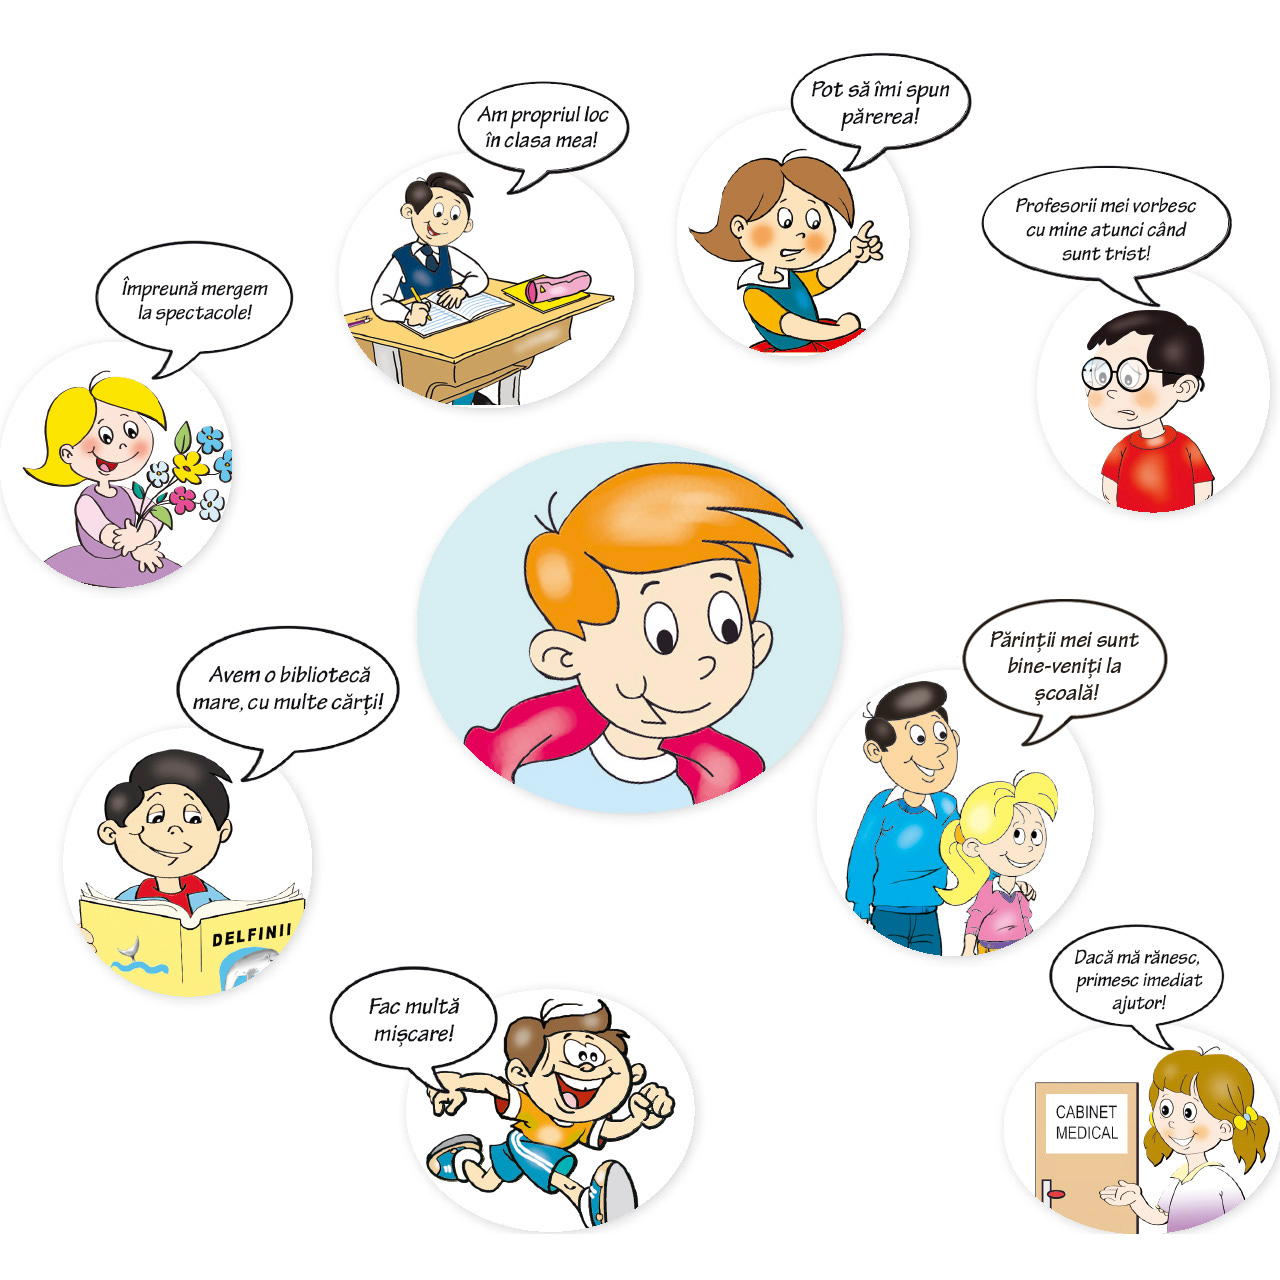 Pot să îmi spun
părerea!
Am propriul loc
în clasa mea!
Profesorii mei vorbesc
cu mine atunci când
sunt trist!
Împreună mergem
la spectacole!
Părinții mei sunt
bine-veniți la
școală!
Avem o bibliotecă
mare, cu multe cărți!
DELFINII
Dacă mă rănesc,
primesc imediat
ajutor!
Fac multă
mișcare!
CABINET
MEDICAL